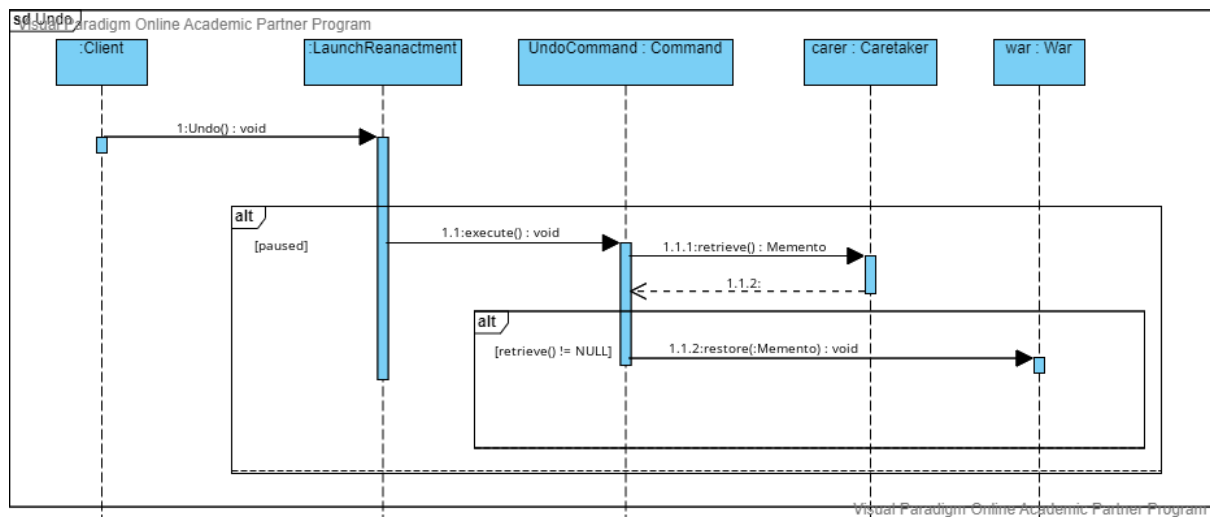 sd Undo
Visual Paradigm Online Academic Partner Program
:Client
:LaunchReanactment
UndoCommand : Command
carer : Caretaker
war : War
1:Undo() : void
alt
[paused]
1.1:execute() : void
1.1.1:retrieve() : Memento
1.1.2:
alt
[retrieve() != NULL]
1.1.2:restore(:Memento) : void
Visual Paradigm Online Academic Partner Program